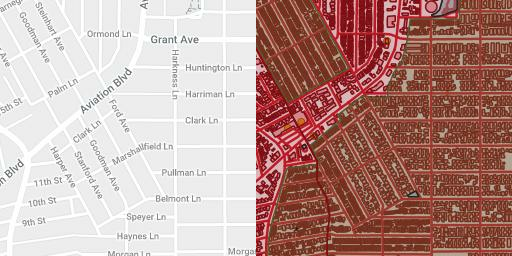 Steinhart Ave
Goodman Ave
Ormond Ln
Grant Ave
Harkness Ln
Huntington Ln
Palm Ln
Aviation Blvd
Harriman Ln
5th St
Ford Ave
Clark Ln
Clark Ln
Marshallfield Ln
Goodman Ave
Stanford Ave
Harper Ave
Pullman Ln
11th St
10th St
Belmont Ln
9th St
Speyer Ln
Haynes Ln
Morgan Ln